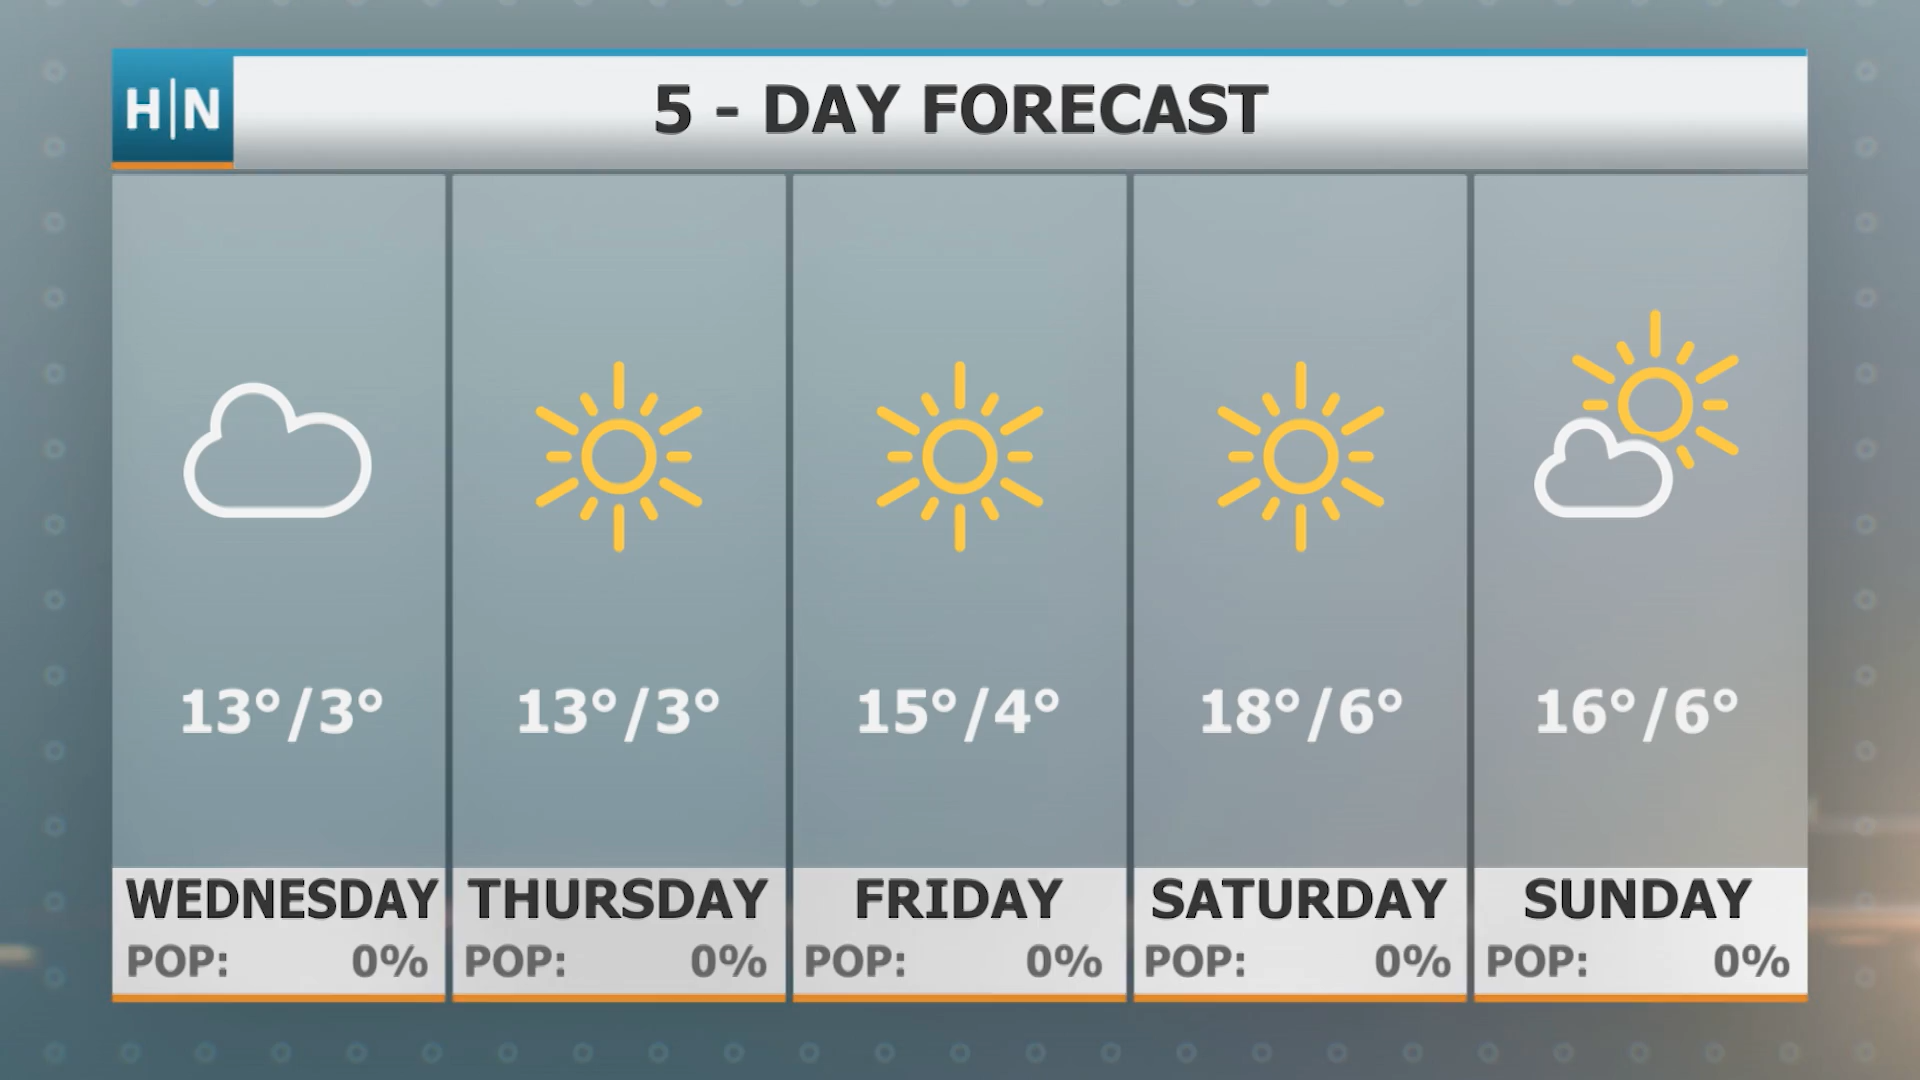 H|N
5 - DAY FORECAST
13°/3° 13°/3° 15°/4° 18°/6° 16°/6°
WEDNESDAY THURSDAY FRIDAY SATURDAY SUNDAY
POP: 0% POP: 0% POP: 0% POP: 0% POP: 0%